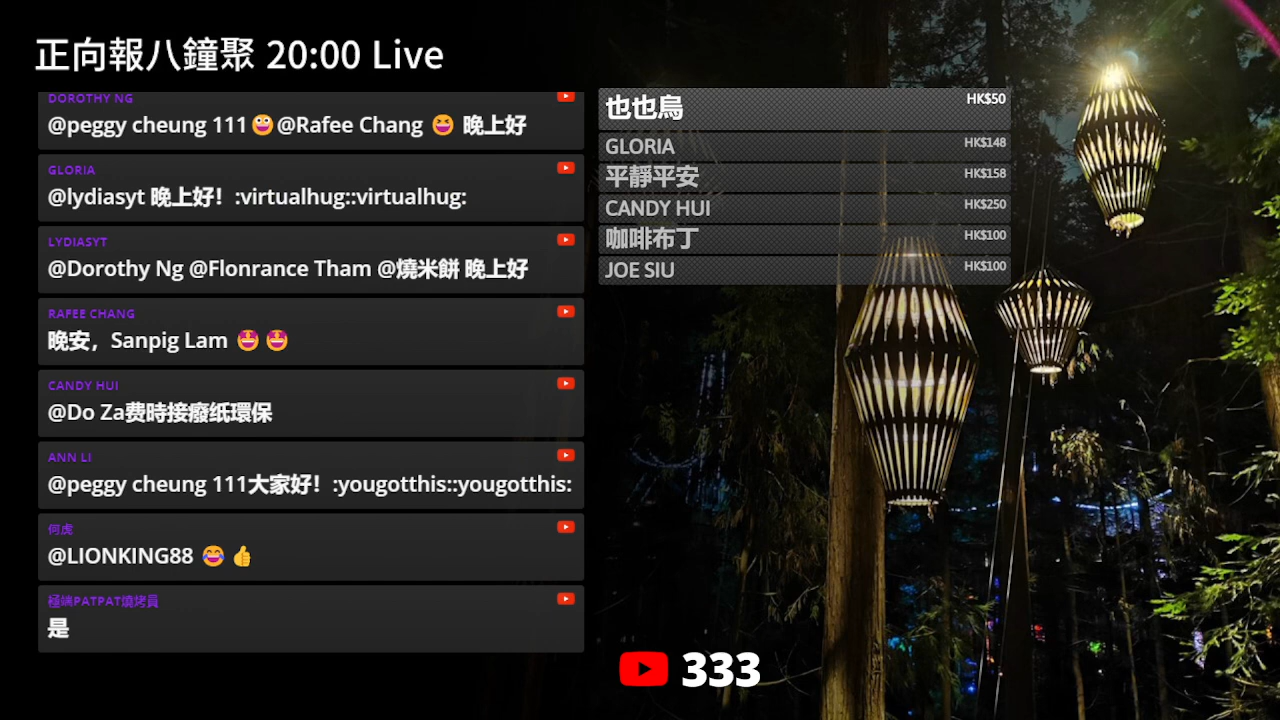 正向報八鐘聚 20:00 Live
DOROTHY NG
@peggy cheung 111🤪@Rafee Chang 😆 晚上好
GLORIA
@lydiasyt 晚上好！:virtualhug::virtualhug:
LYDIASYT
@Dorothy Ng @Flonrance Tham @燒米餅 晚上好
RAFEE CHANG
晚安，Sanpig Lam 🤩🤩
CANDY HUI
@Do Za费時接癈纸環保
ANN LI
@peggy cheung 111大家好！:yougotthis::yougotthis:
何虎
@LIONKING88 😂👍
極端PATPAT燒烤員
是
也也烏 HK$50
GLORIA HK$148
平靜平安 HK$158
CANDY HUI HK$250
咖啡布丁 HK$100
JOE SIU HK$100
333